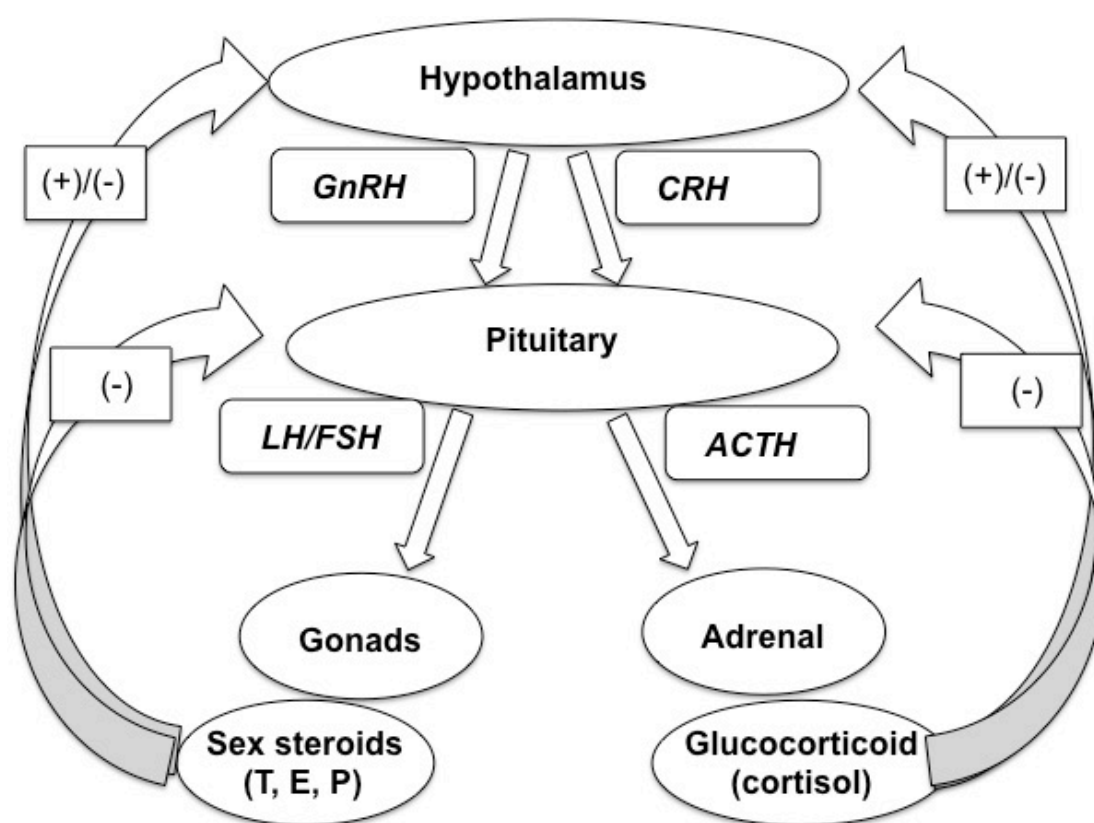 Hypothalamus
(+)/(-)
GnRH
CRH
(+)/(-)
Pituitary
(-)
(-)
LH/FSH
ACTH
Gonads
Adrenal
Sex steroids
(T, E, P)
Glucocorticoid
(cortisol)